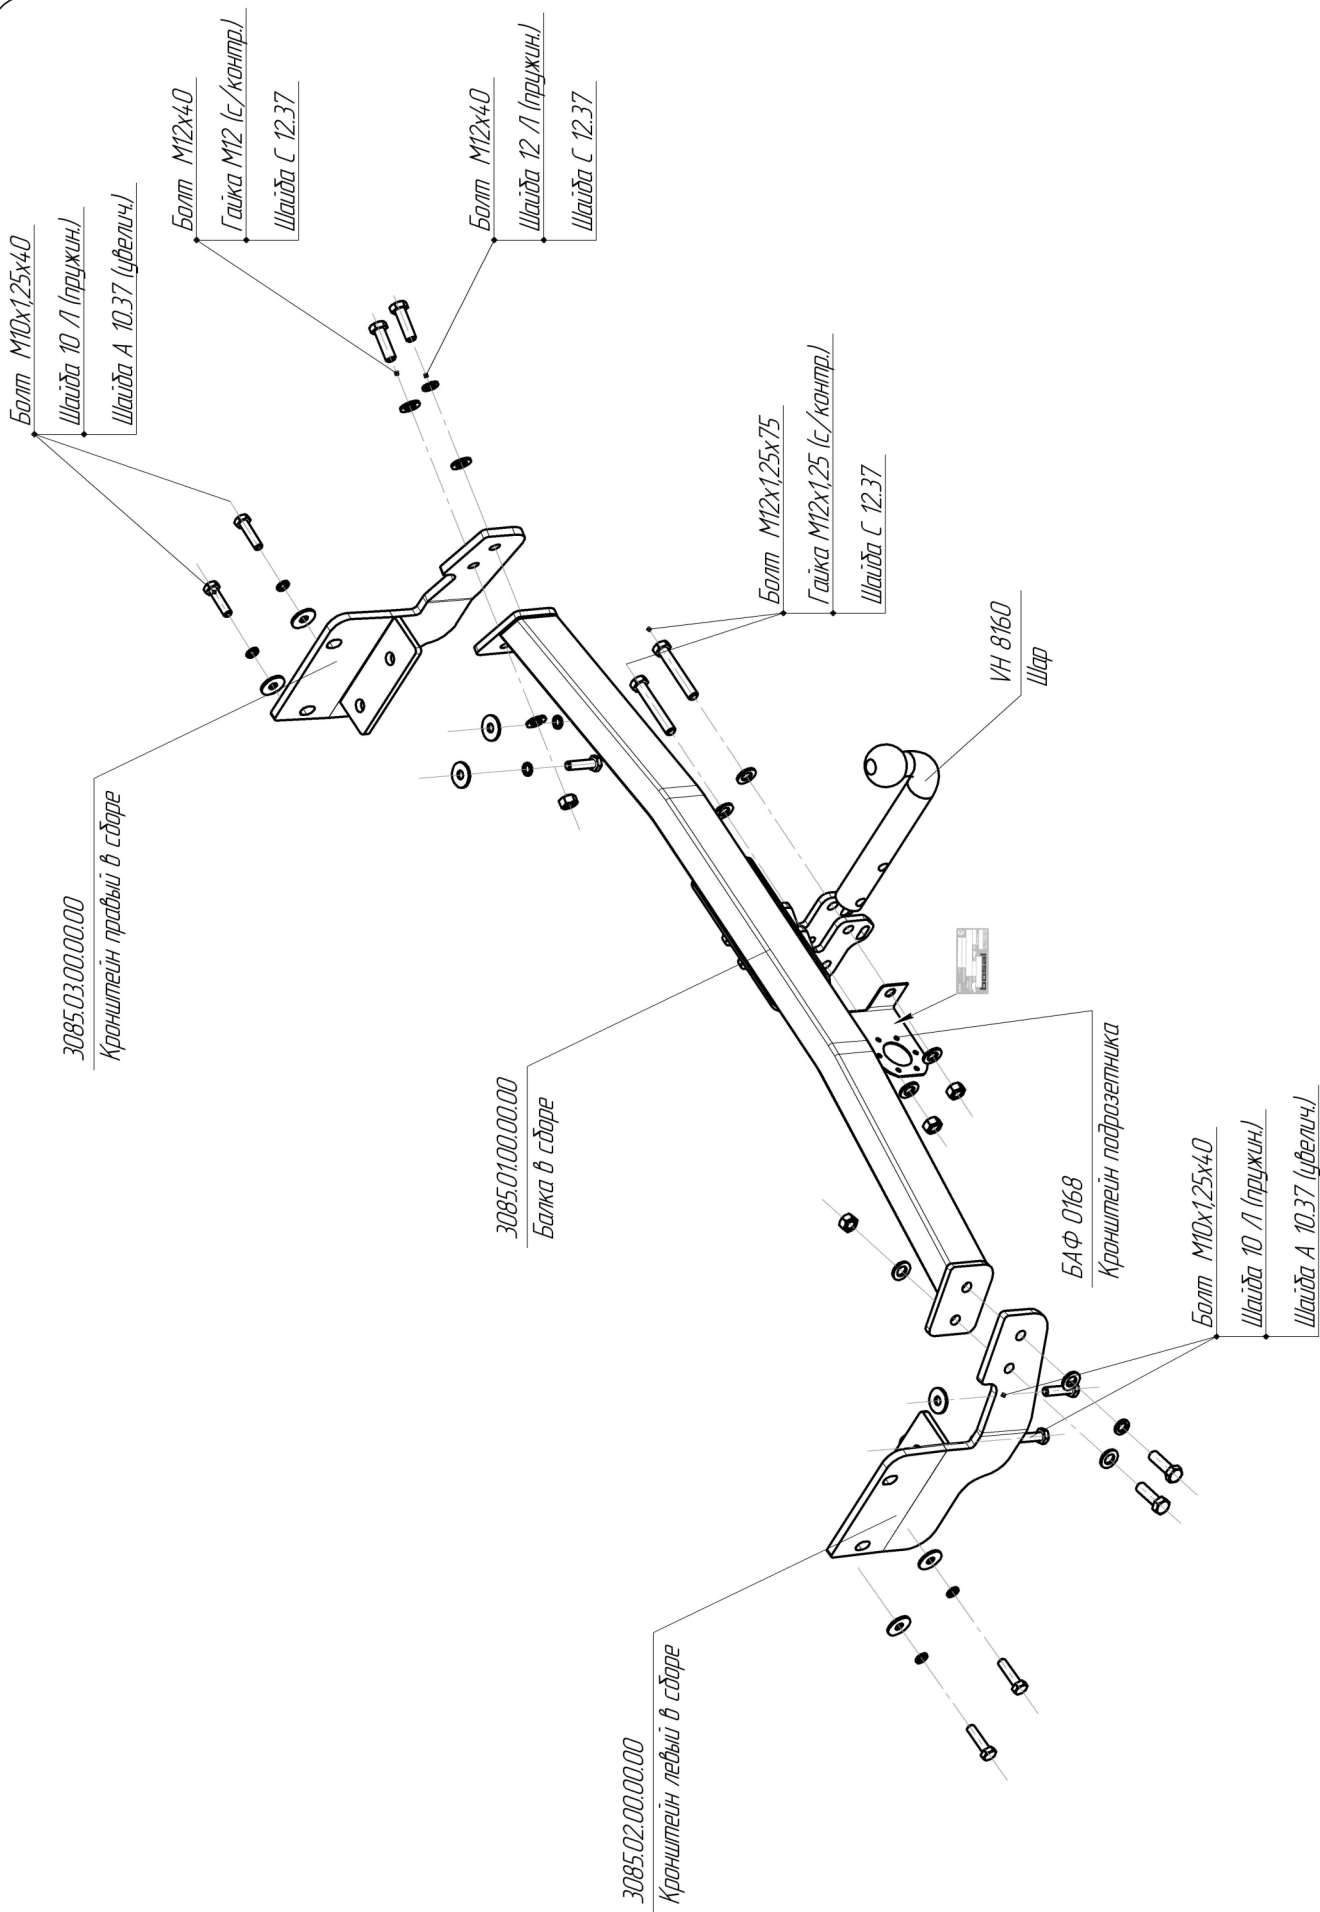 Болт М10х1,25х40
Шайба 10 Л (пружин.)
Шайба А 10.37 (увелич.)
Болт М12х40
Гайка М12 (с/контр.)
Шайба С 12.37
Болт М12х40
Шайба 12 Л (пружин.)
Шайба С 12.37
3085.03.00.00.00
Кронштейн правый в сборе
Болт М12х1,25х75
Гайка М12х1,25 (с/контр.)
Шайба С 12.37
VH 8160
Шар
3085.01.00.00.00
Балка в сборе
bosal
БАФ 0168
Кронштейн подрозетника
Болт М10х1,25х40
Шайба 10 Л (пружин.)
Шайба А 10.37 (увелич.)
3085.02.00.00.00
Кронштейн левый в сборе